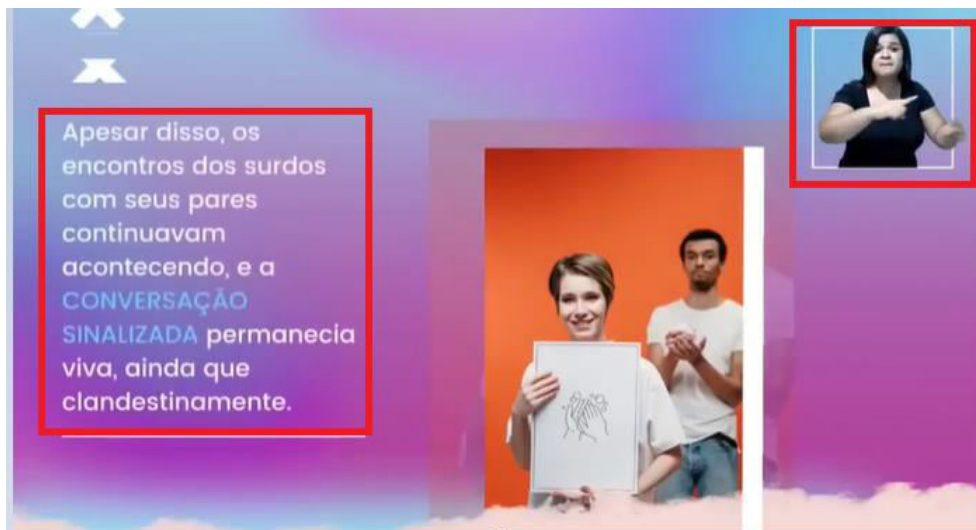 Apesar disso, os
encontros dos surdos
com seus pares
continuavam
acontecendo, e a
CONVERSAÇÃO
SINALIZADA permanecia
viva, ainda que
clandestinamente.